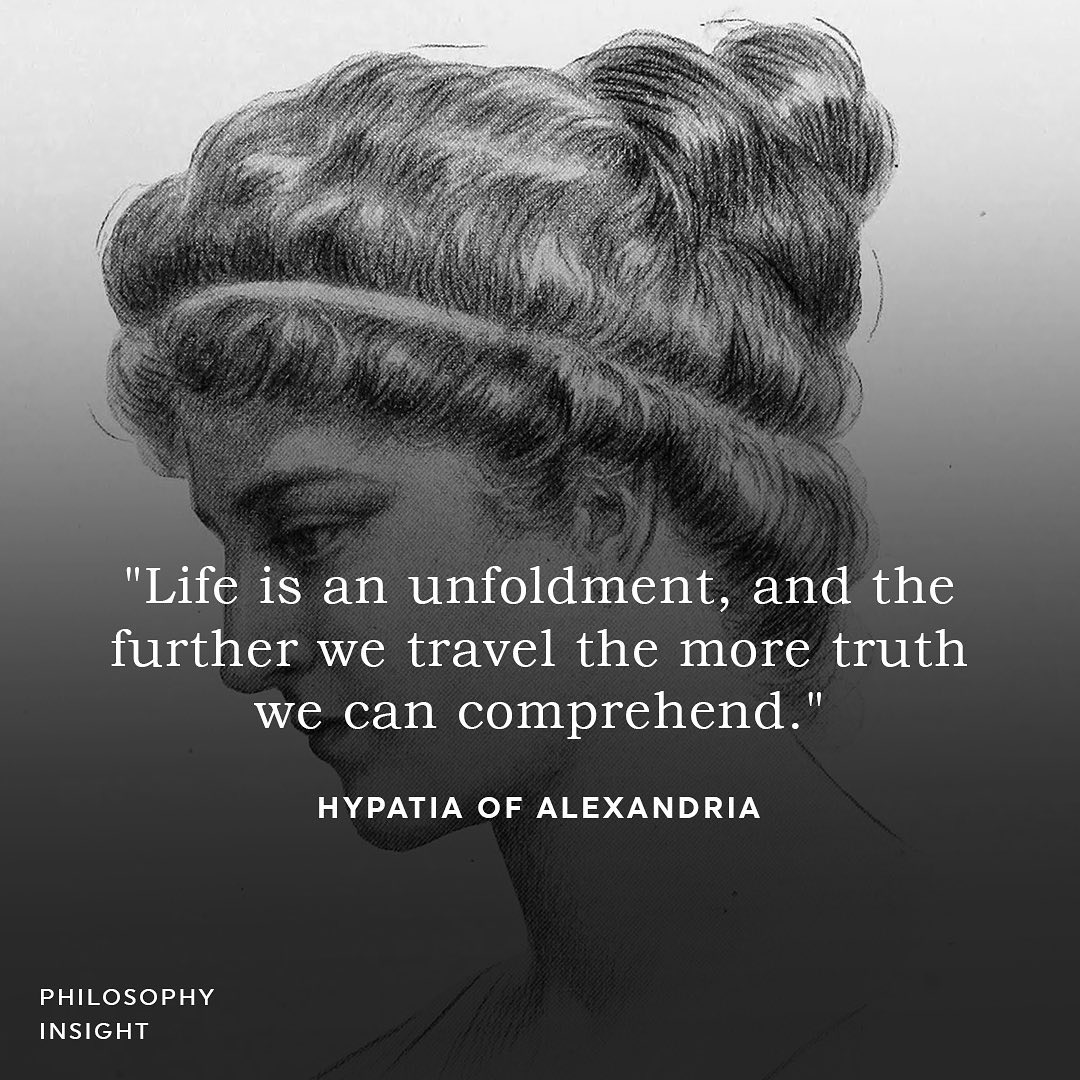 "Life is an unfoldment, and the
further we travel the more truth
we can comprehend."
HYPATIA OF ALEXANDRIA
PHILOSOPHY
INSIGHT